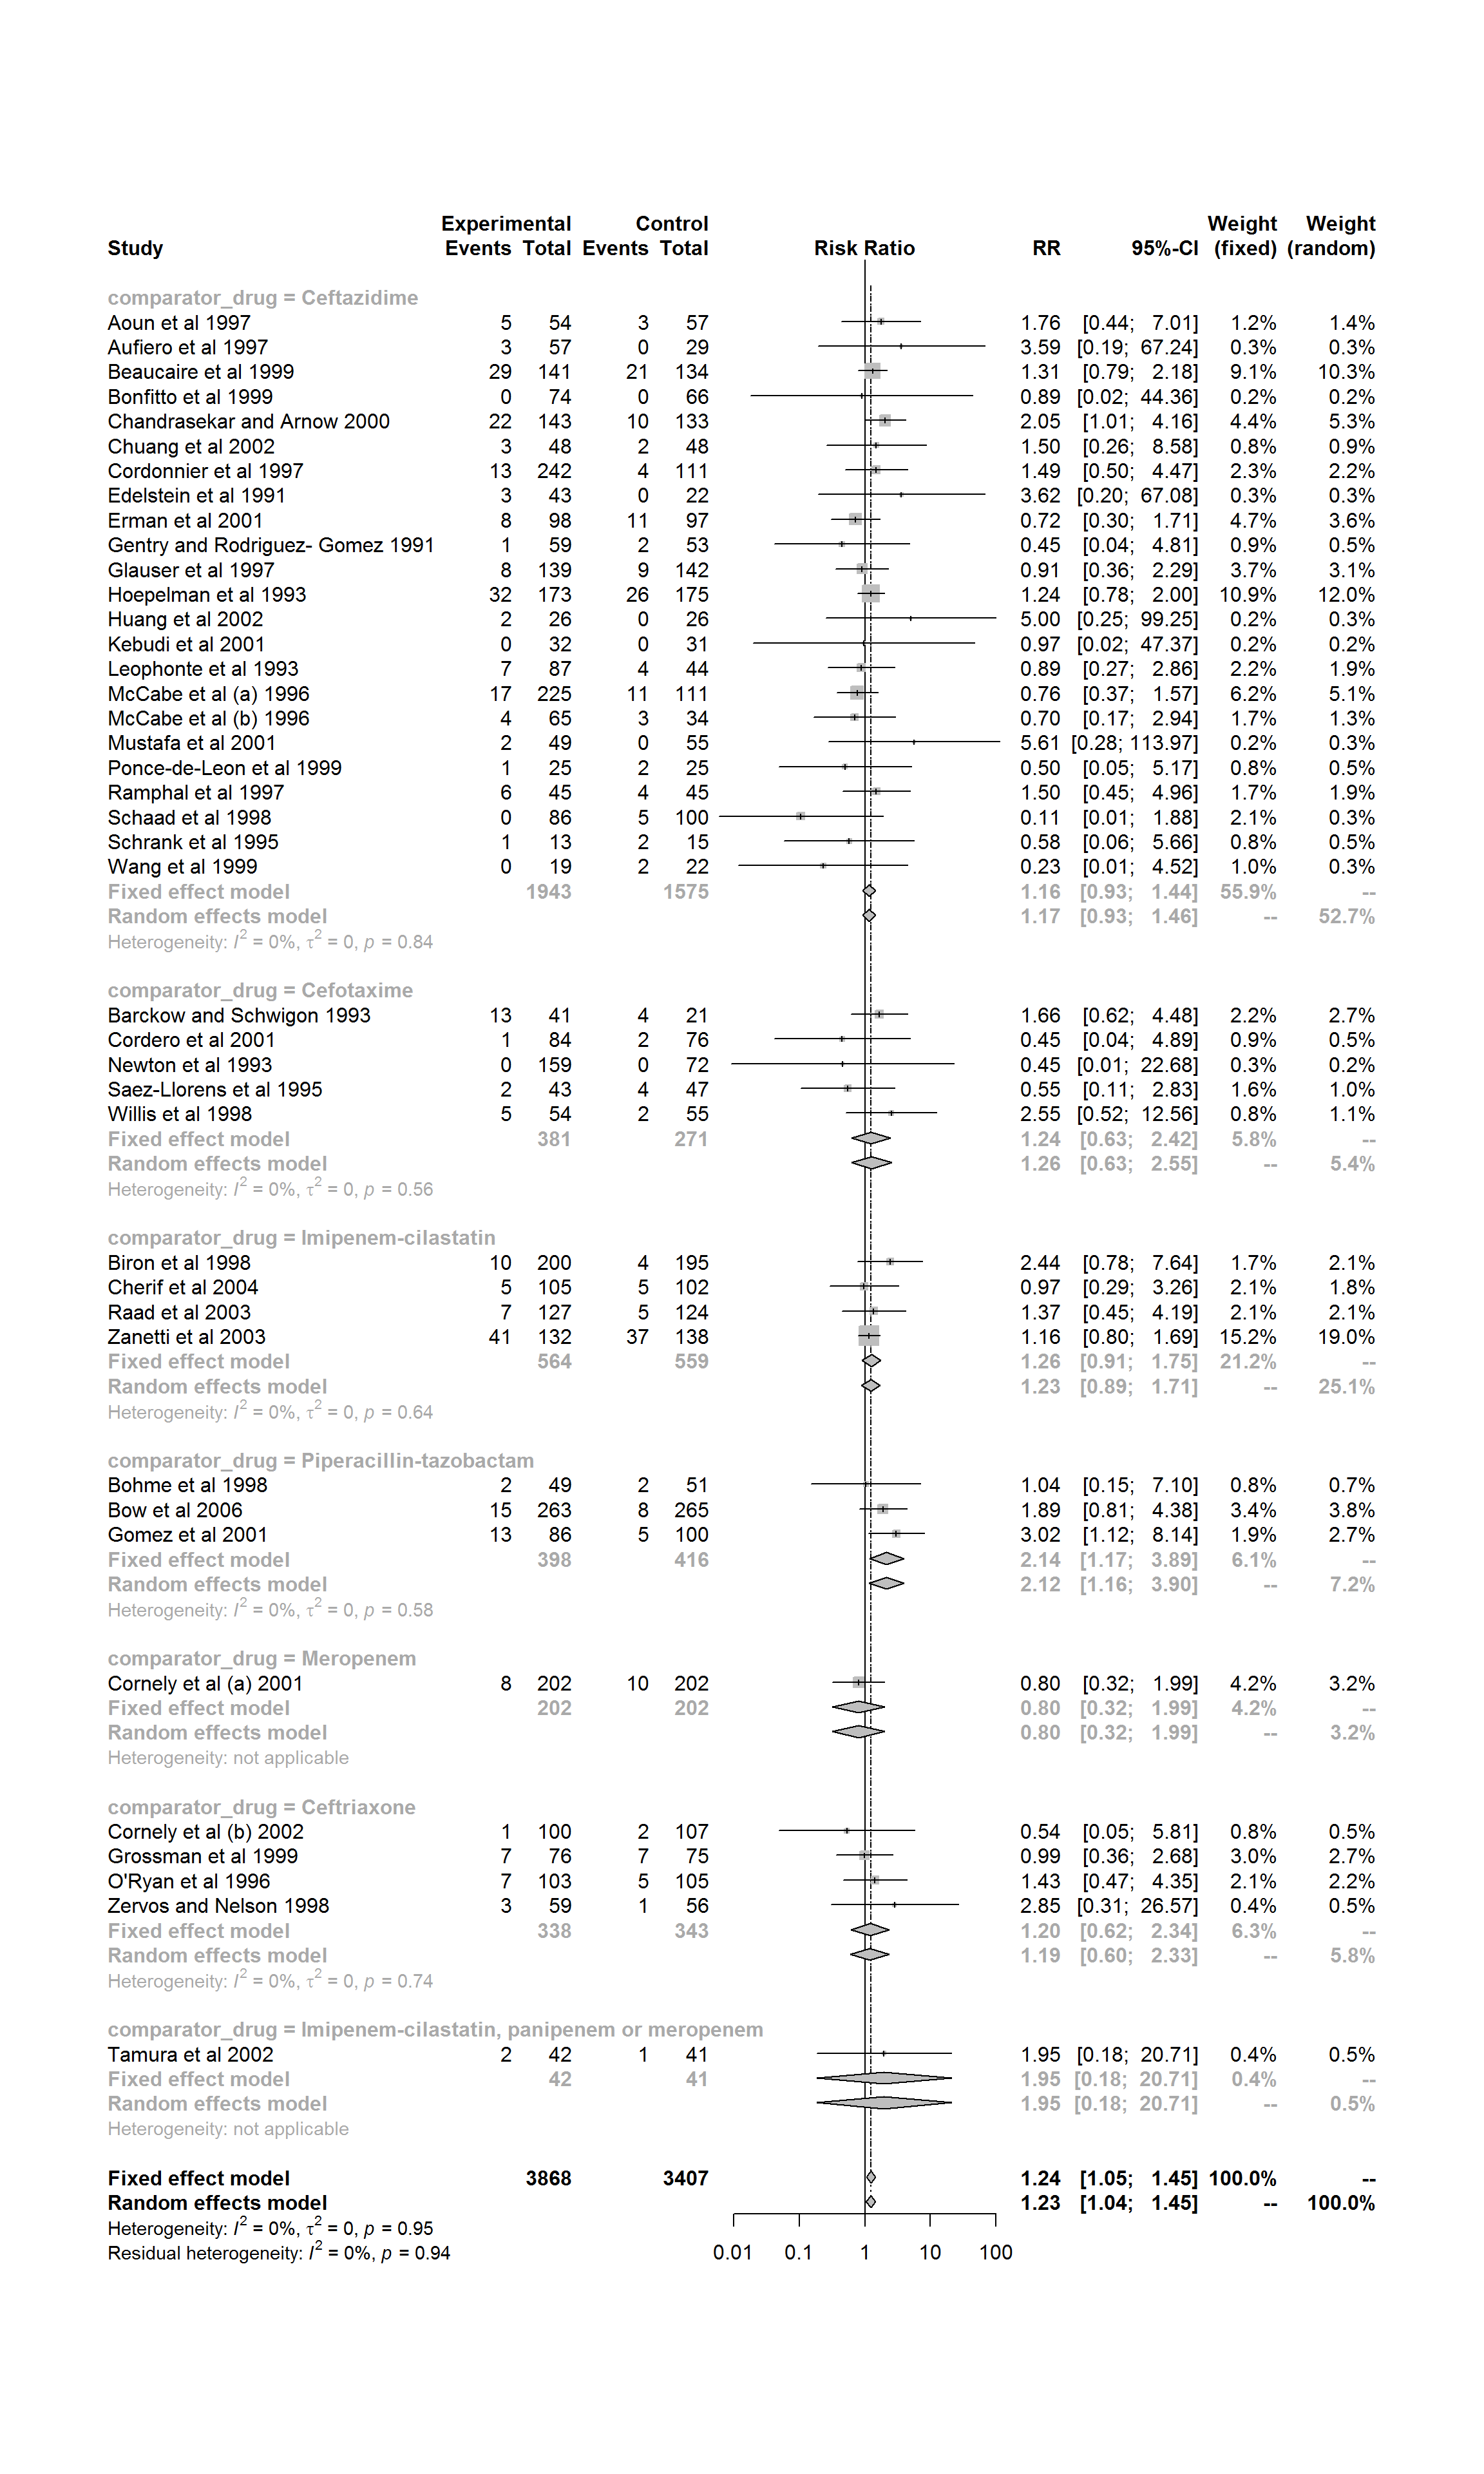 Experimental Control Weight Weight
Study Events Total Events Total Risk Ratio RR 95%-CI (fixed) (random)
comparator_drug = Ceftazidime
Aoun et al 1997 5 54 3 57 1.76 [0.44; 7.01] 1.2% 1.4%
Aufiero et al 1997 3 57 0 29 3.59 [0.19; 67.24] 0.3% 0.3%
Beaucaire et al 1999 29 141 21 134 1.31 [0.79; 2.18] 9.1% 10.3%
Bonfitto et al 1999 0 74 0 66 0.89 [0.02; 44.36] 0.2% 0.2%
Chandrasekar and Arnow 2000 22 143 10 133 2.05 [1.01; 4.16] 4.4% 5.3%
Chuang et al 2002 3 48 2 48 1.50 [0.26; 8.58] 0.8% 0.9%
Cordonnier et al 1997 13 242 4 111 1.49 [0.50; 4.47] 2.3% 2.2%
Edelstein et al 1991 3 43 0 22 3.62 [0.20; 67.08] 0.3% 0.3%
Erman et al 2001 8 98 11 97 0.72 [0.30; 1.71] 4.7% 3.6%
Gentry and Rodriguez- Gomez 1991 1 59 2 53 0.45 [0.04; 4.81] 0.9% 0.5%
Glauser et al 1997 8 139 9 142 0.91 [0.36; 2.29] 3.7% 3.1%
Hoepelman et al 1993 32 173 26 175 1.24 [0.78; 2.00] 10.9% 12.0%
Huang et al 2002 2 26 0 26 5.00 [0.25; 99.25] 0.2% 0.3%
Kebudi et al 2001 0 32 0 31 0.97 [0.02; 47.37] 0.2% 0.2%
Leophonte et al 1993 7 87 4 44 0.89 [0.27; 2.86] 2.2% 1.9%
McCabe et al (a) 1996 17 225 11 111 0.76 [0.37; 1.57] 6.2% 5.1%
McCabe et al (b) 1996 4 65 3 34 0.70 [0.17; 2.94] 1.7% 1.3%
Mustafa et al 2001 2 49 0 55 5.61 [0.28; 113.97] 0.2% 0.3%
Ponce-de-Leon et al 1999 1 25 2 25 0.50 [0.05; 5.17] 0.8% 0.5%
Ramphal et al 1997 6 45 4 45 1.50 [0.45; 4.96] 1.7% 1.9%
Schaad et al 1998 0 86 5 100 0.11 [0.01; 1.88] 2.1% 0.3%
Schrank et al 1995 1 13 2 15 0.58 [0.06; 5.66] 0.8% 0.5%
Wang et al 1999 0 19 2 22 0.23 [0.01; 4.52] 1.0% 0.3%
Fixed effect model 1943 1575 1.16 [0.93; 1.44] 55.9% --
Random effects model 1.17 [0.93; 1.46] -- 52.7%
Heterogeneity: I² = 0%, τ² = 0, p = 0.84
comparator_drug = Cefotaxime
Barckow and Schwigon 1993 13 41 4 21 1.66 [0.62; 4.48] 2.2% 2.7%
Cordero et al 2001 1 84 2 76 0.45 [0.04; 4.89] 0.9% 0.5%
Newton et al 1993 0 159 0 72 0.45 [0.01; 22.68] 0.3% 0.2%
Saez-Llorens et al 1995 2 43 4 47 0.55 [0.11; 2.83] 1.6% 1.0%
Willis et al 1998 5 54 2 55 2.55 [0.52; 12.56] 0.8% 1.1%
Fixed effect model 381 271 1.24 [0.63; 2.42] 5.8% --
Random effects model 1.26 [0.63; 2.55] -- 5.4%
Heterogeneity: I² = 0%, τ² = 0, p = 0.56
comparator_drug = Imipenem-cilastatin
Biron et al 1998 10 200 4 195 2.44 [0.78; 7.64] 1.7% 2.1%
Cherif et al 2004 5 105 5 102 0.97 [0.29; 3.26] 2.1% 1.8%
Raad et al 2003 7 127 5 124 1.37 [0.45; 4.19] 2.1% 2.1%
Zanetti et al 2003 41 132 37 138 1.16 [0.80; 1.69] 15.2% 19.0%
Fixed effect model 564 559 1.26 [0.91; 1.75] 21.2% --
Random effects model 1.23 [0.89; 1.71] -- 25.1%
Heterogeneity: I² = 0%, τ² = 0, p = 0.64
comparator_drug = Piperacillin-tazobactam
Bohme et al 1998 2 49 2 51 1.04 [0.15; 7.10] 0.8% 0.7%
Bow et al 2006 15 263 8 265 1.89 [0.81; 4.38] 3.4% 3.8%
Gomez et al 2001 13 86 5 100 3.02 [1.12; 8.14] 1.9% 2.7%
Fixed effect model 398 416 2.14 [1.17; 3.89] 6.1% --
Random effects model 2.12 [1.16; 3.90] -- 7.2%
Heterogeneity: I² = 0%, τ² = 0, p = 0.58
comparator_drug = Meropenem
Cornely et al (a) 2001 8 202 10 202 0.80 [0.32; 1.99] 4.2% 3.2%
Fixed effect model 202 202 0.80 [0.32; 1.99] 4.2% --
Random effects model 0.80 [0.32; 1.99] -- 3.2%
Heterogeneity: not applicable
comparator_drug = Ceftriaxone
Cornely et al (b) 2002 1 100 2 107 0.54 [0.05; 5.81] 0.8% 0.5%
Grossman et al 1999 7 76 7 75 0.99 [0.36; 2.68] 3.0% 2.7%
O'Ryan et al 1996 7 103 5 105 1.43 [0.47; 4.35] 2.1% 2.2%
Zervos and Nelson 1998 3 59 1 56 2.85 [0.31; 26.57] 0.4% 0.5%
Fixed effect model 338 343 1.20 [0.62; 2.34] 6.3% --
Random effects model 1.19 [0.60; 2.33] -- 5.8%
Heterogeneity: I² = 0%, τ² = 0, p = 0.74
comparator_drug = Imipenem-cilastatin, panipenem or meropenem
Tamura et al 2002 2 42 1 41 1.95 [0.18; 20.71] 0.4% 0.5%
Fixed effect model 42 41 1.95 [0.18; 20.71] 0.4% --
Random effects model 1.95 [0.18; 20.71] -- 0.5%
Heterogeneity: not applicable
Fixed effect model 3868 3407 1.24 [1.05; 1.45] 100.0% --
Random effects model 1.23 [1.04; 1.45] -- 100.0%
Heterogeneity: I² = 0%, τ² = 0, p = 0.95
Residual heterogeneity: I² = 0%, p = 0.94 0.01 0.1 1 10 100